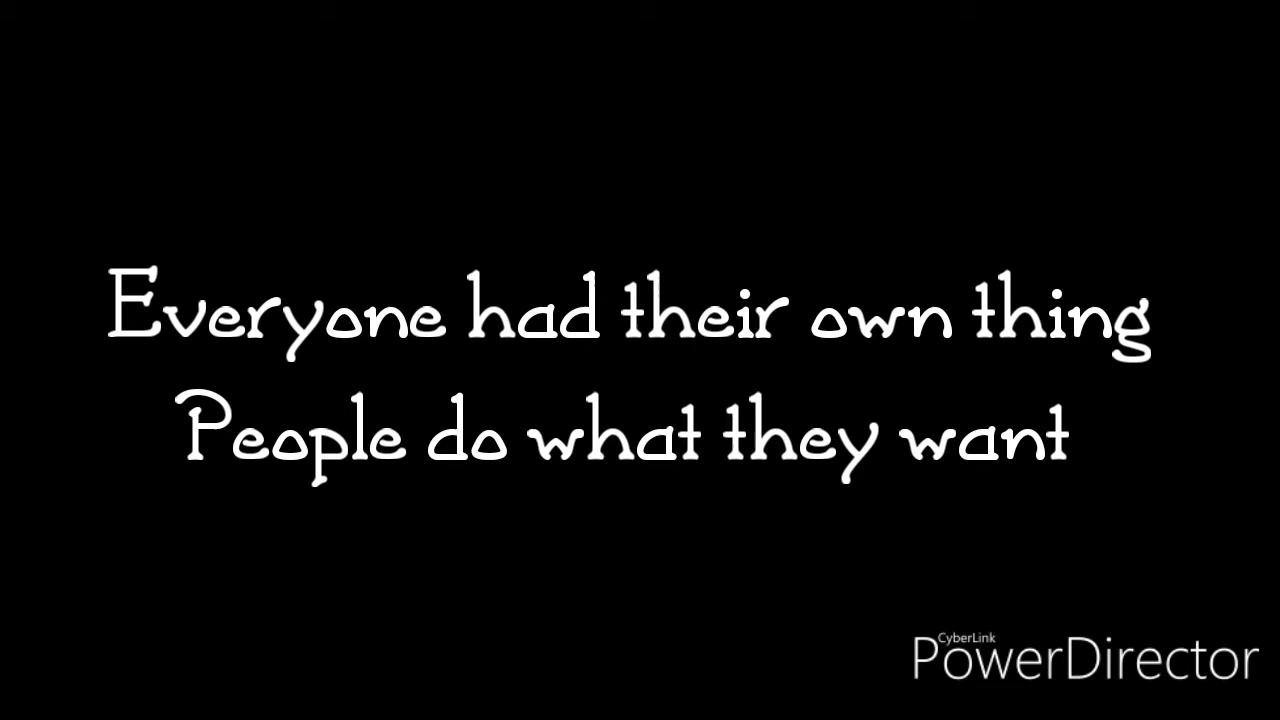 Everyone had their own thing
People do what they want
CyberLink
PowerDirector